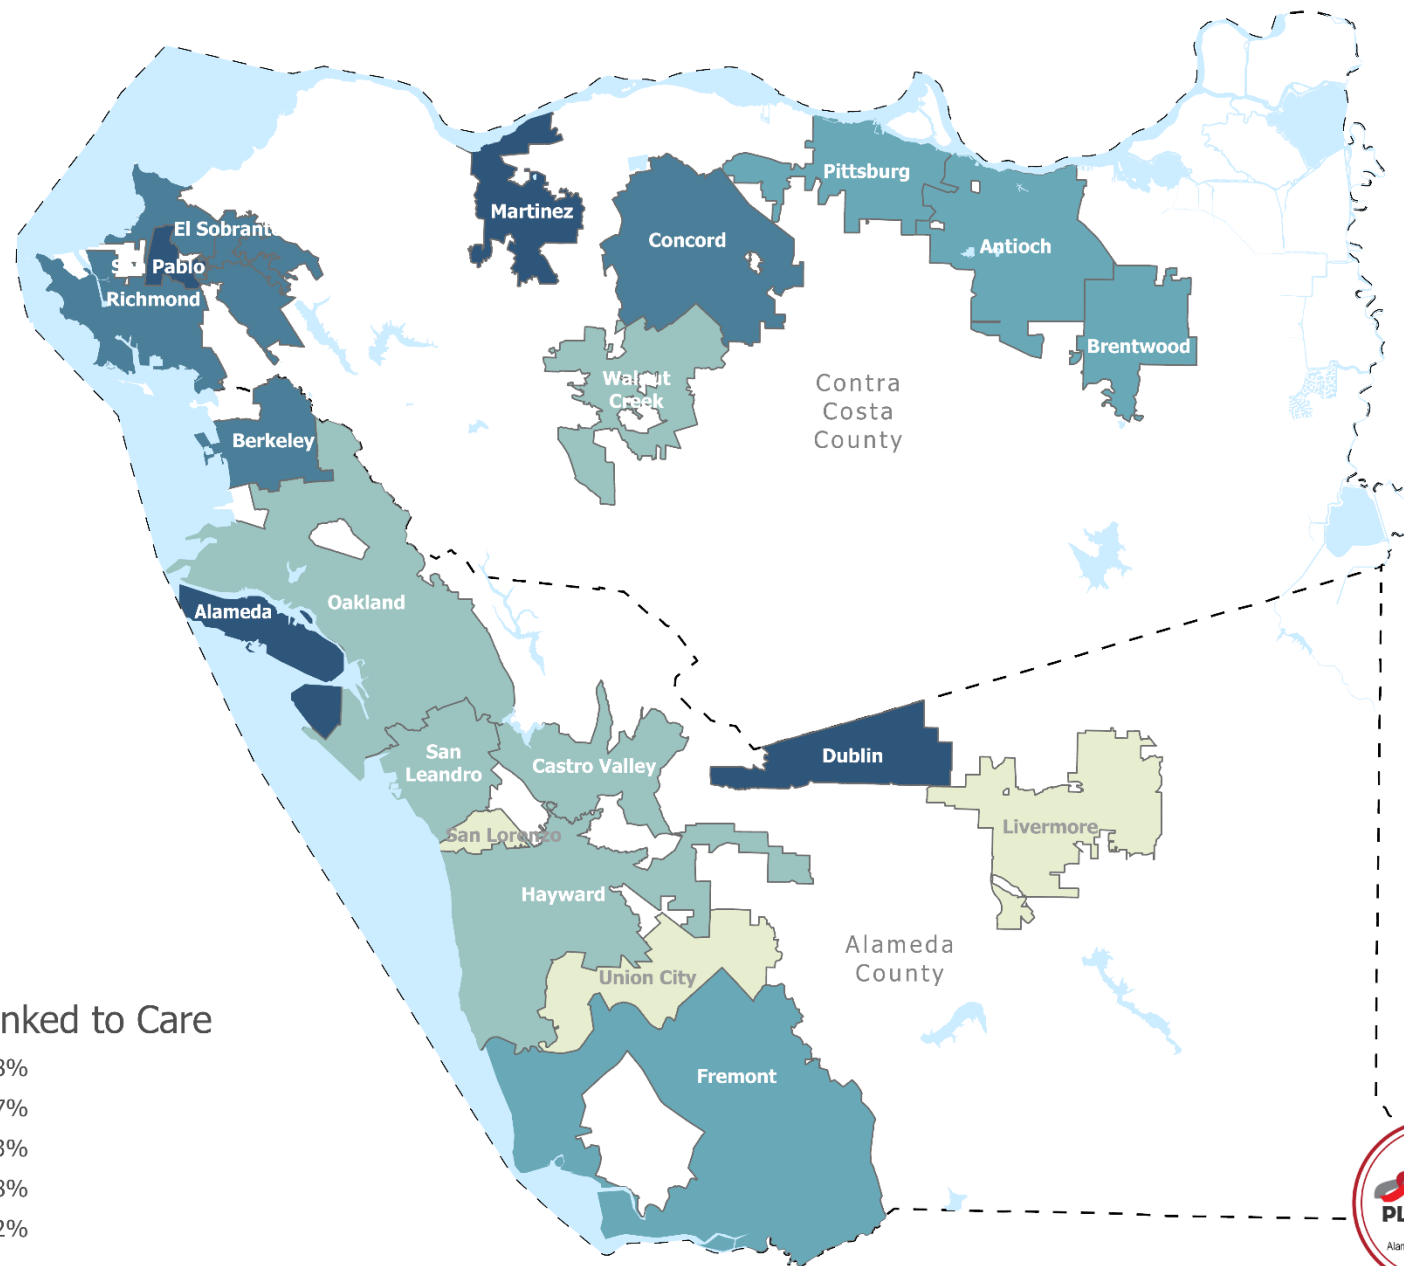 Pittsburg
Martinez
El Sobrante
Concord
Antioch
San Pablo
Richmond
Brentwood
Walnut
Creek
Contra
Costa
County
Berkeley
Oakland
Alameda
San
Leandro
Castro Valley
Dublin
San Lorenzo
Livermore
Hayward
Alameda
County
Union City
nked to Care
3%
7%
3%
3%
2%
Fremont
PL
Alam